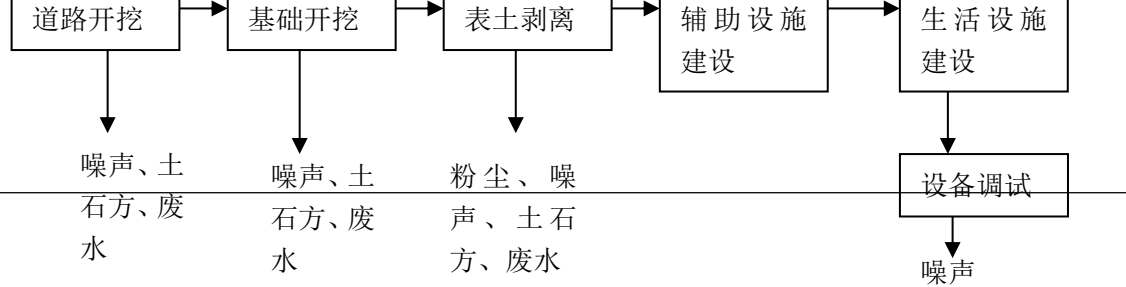 道路开挖
基础开挖
表土剥离
辅助设施
建设
生活设施
建设
噪声、土
石方、废
水
噪声、土
石方、废
水
粉尘、噪
声、土石
方、废水
设备调试
噪声